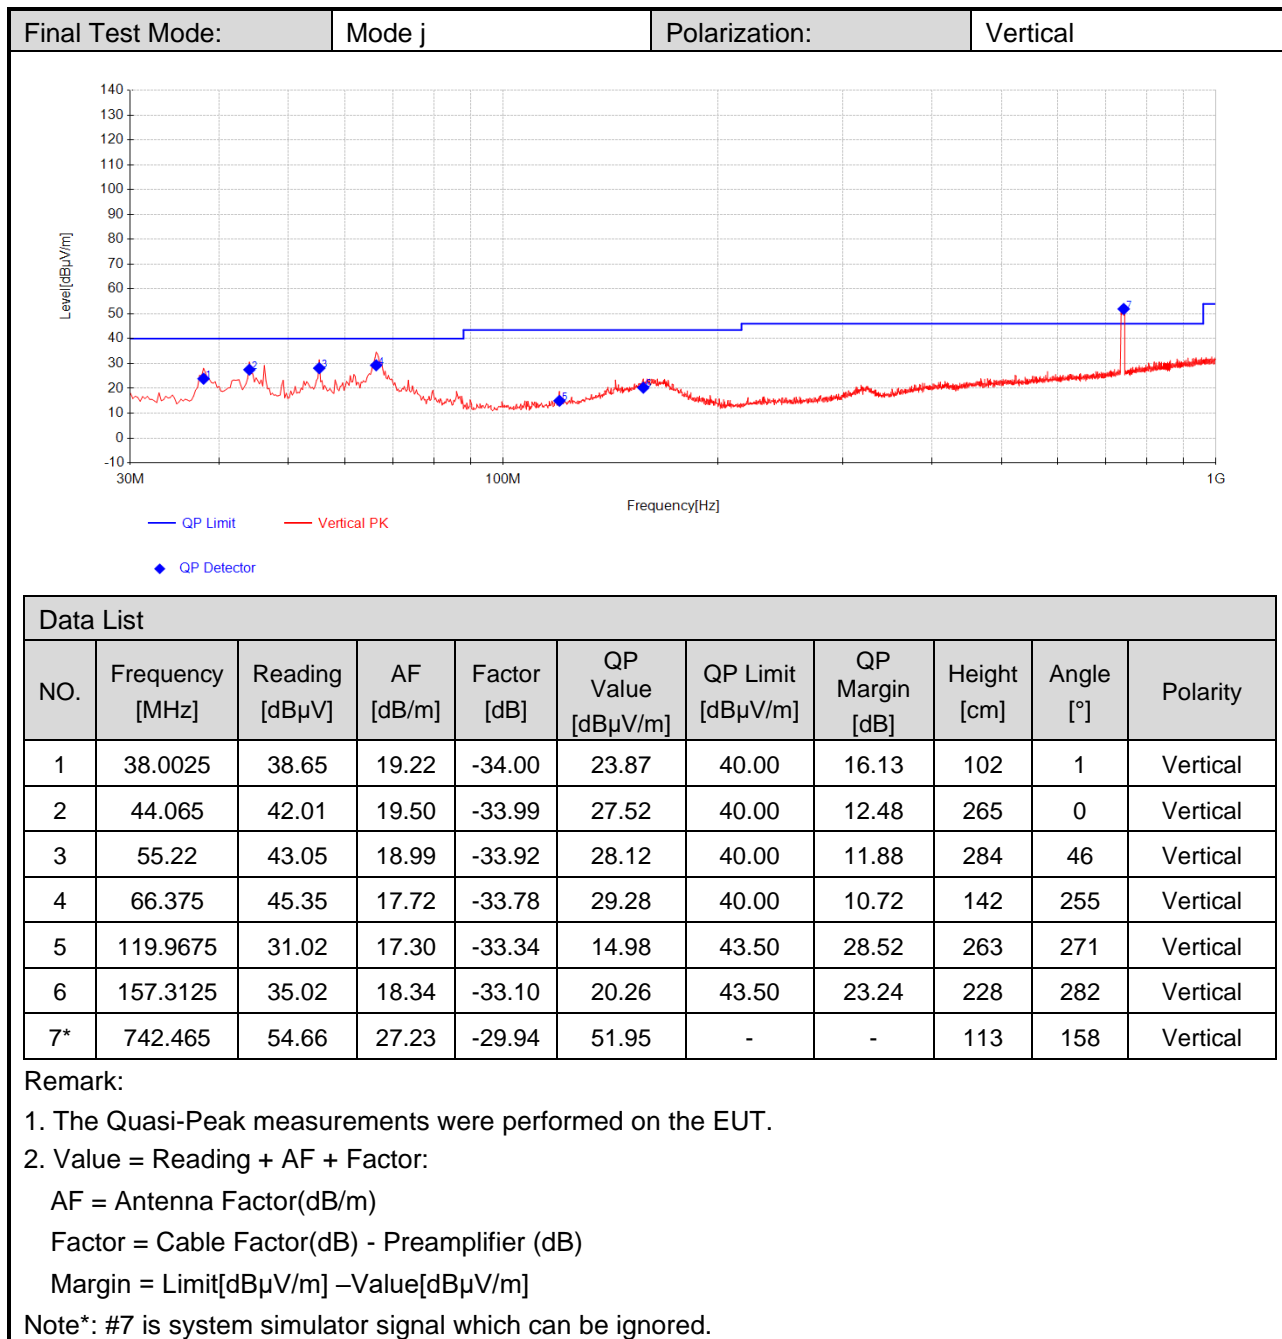 Final Test Mode: Mode j Polarization: Vertical
140
130
120
110
100
90
80
70
60
50
40
30
20
10
0
-10
Level[dBµV/m]
1
2
3
4
5
7
30M 100M 1G
Frequency[Hz]
QP Limit Vertical PK
QP Detector
Data List
NO. Frequency [MHz] Reading [dBµV] AF [dB/m] Factor [dB] QP Value [dBµV/m] QP Limit [dBµV/m] QP Margin [dB] Height [cm] Angle [°] Polarity
1 38.0025 38.65 19.22 -34.00 23.87 40.00 16.13 102 1 Vertical
2 44.065 42.01 19.50 -33.99 27.52 40.00 12.48 265 0 Vertical
3 55.22 43.05 18.99 -33.92 28.12 40.00 11.88 284 46 Vertical
4 66.375 45.35 17.72 -33.78 29.28 40.00 10.72 142 255 Vertical
5 119.9675 31.02 17.30 -33.34 14.98 43.50 28.52 263 271 Vertical
6 157.3125 35.02 18.34 -33.10 20.26 43.50 23.24 228 282 Vertical
7* 742.465 54.66 27.23 -29.94 51.95 - - 113 158 Vertical
Remark:
1. The Quasi-Peak measurements were performed on the EUT.
2. Value = Reading + AF + Factor:
AF = Antenna Factor(dB/m)
Factor = Cable Factor(dB) - Preamplifier (dB)
Margin = Limit[dBµV/m] –Value[dBµV/m]
Note*: #7 is system simulator signal which can be ignored.